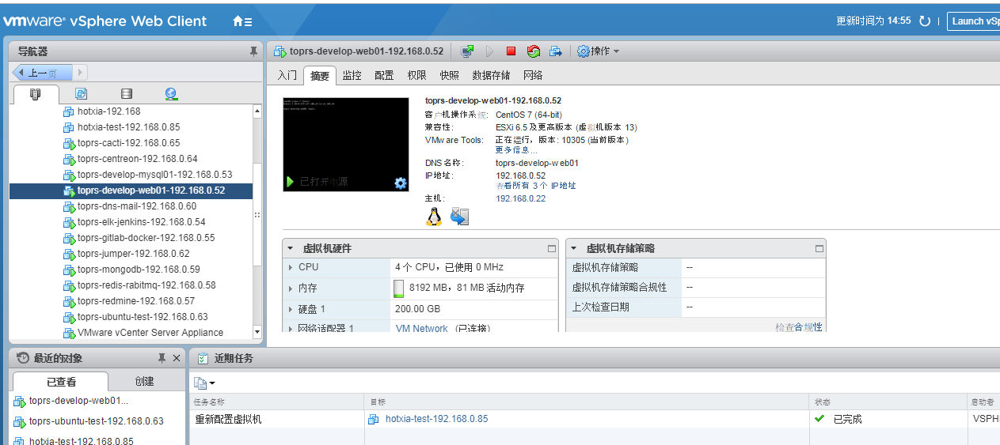 vmware® vSphere Web Client
更新时间为 14:55
Launch vSp
导航器
上一页
hotxia-192.168
hotxia-test-192.168.0.85
toprs-cacti-192.168.0.65
toprs-centreon-192.168.0.64
toprs-develop-mysql01-192.168.0.53
toprs-develop-web01-192.168.0.52
toprs-dns-mail-192.168.0.60
toprs-elk-jenkins-192.168.0.54
toprs-gitlab-docker-192.168.0.55
toprs-jumper-192.168.0.62
toprs-mongodb-192.168.0.59
toprs-redis-rabitmq-192.168.0.58
toprs-redmine-192.168.0.57
toprs-ubuntu-test-192.168.0.63
VMware vCenter Server Appliance
toprs-develop-web01-192.168.0.52
操作
入门 摘要 监控 配置 权限 快照 数据存储 网络
已打开电源
toprs-develop-web01-192.168.0.52
客户机操作系统: CentOS 7 (64-bit)
兼容性: ESXi 6.5 及更高版本 (虚拟机版本 13)
VMware Tools: 正在运行，版本: 10305 (当前版本)
更多信息...
DNS 名称: toprs-develop-web01
IP 地址: 192.168.0.52
查看所有 3 个 IP 地址
主机: 192.168.0.22
虚拟机硬件
CPU 4 个 CPU，已使用 0 MHz
内存 8192 MB，81 MB 活动内存
硬盘 1 200.00 GB
网络适配器 1 VM Network (已连接)
虚拟机存储策略
虚拟机存储策略 --
虚拟机存储策略合规性 --
上次检查日期 --
检查合规性
最近的对象
已查看 创建
toprs-develop-web01...
toprs-ubuntu-test-192.168.0.63
hotxia-test-192.168.0.85
近期任务
任务名称 目标 状态 启动者
重新配置虚拟机 hotxia-test-192.168.0.85 已完成 VSPH